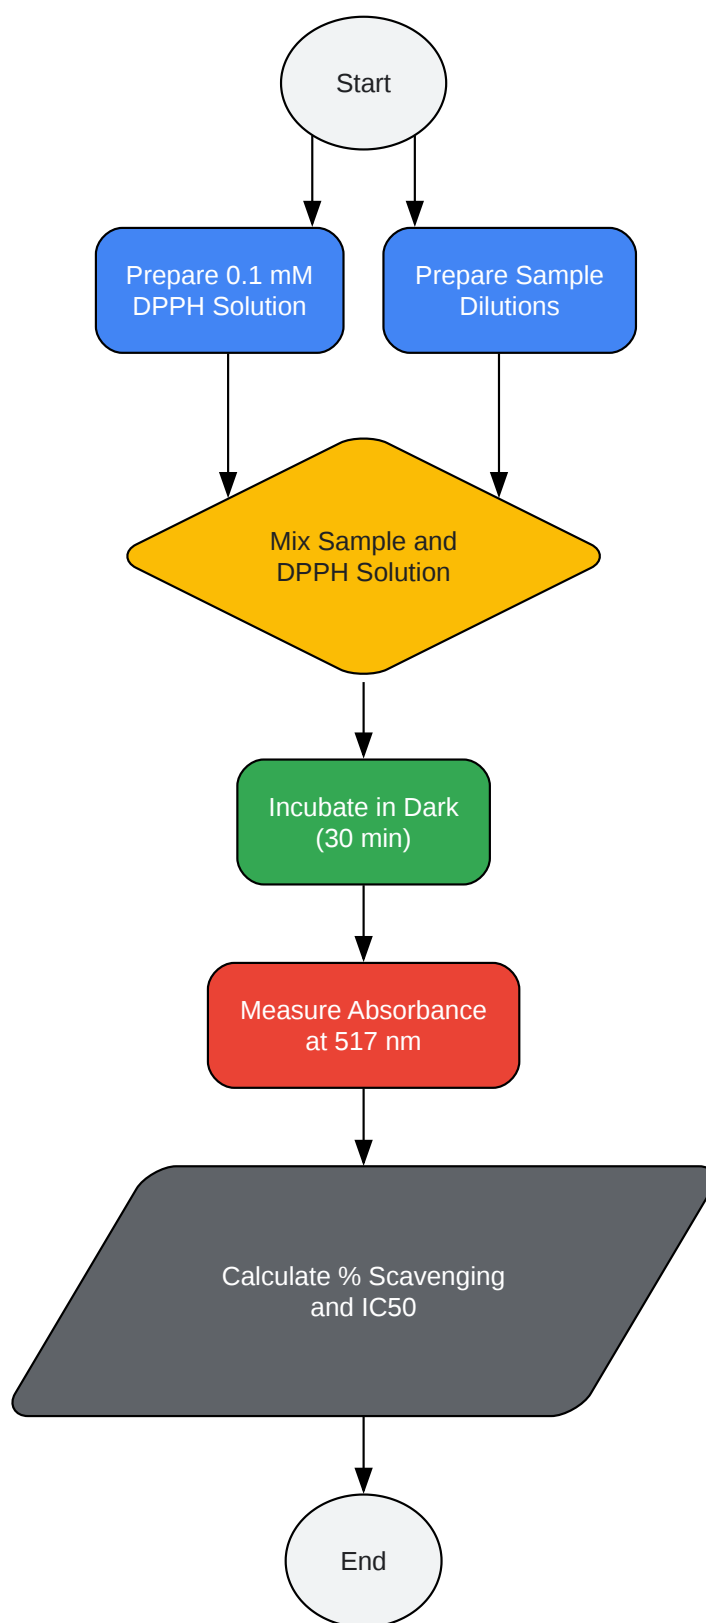 Start
Prepare 0.1 mM
DPPH Solution
Prepare Sample
Dilutions
Mix Sample and
DPPH Solution
Incubate in Dark
(30 min)
Measure Absorbance
at 517 nm
Calculate % Scavenging
and IC50
End